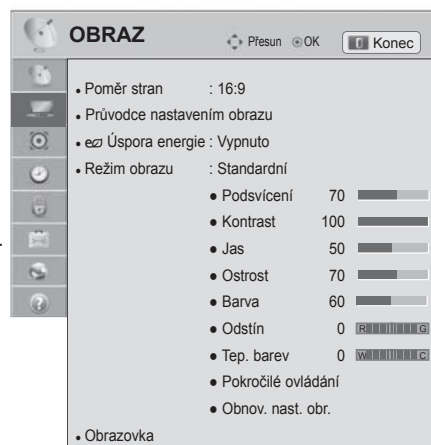 OBRAZ Přesun OK Konec
• Poměr stran : 16:9
• Průvodce nastavením obrazu
• Úspora energie : Vypnuto
• Režim obrazu : Standardní
• Podsvícení 70
• Kontrast 100
• Jas 50
• Ostrost 70
• Barva 60
• Odstín 0 R G
• Tep. barev 0 W C
• Pokročilé ovládání
• Obnov. nast. obr.
• Obrazovka